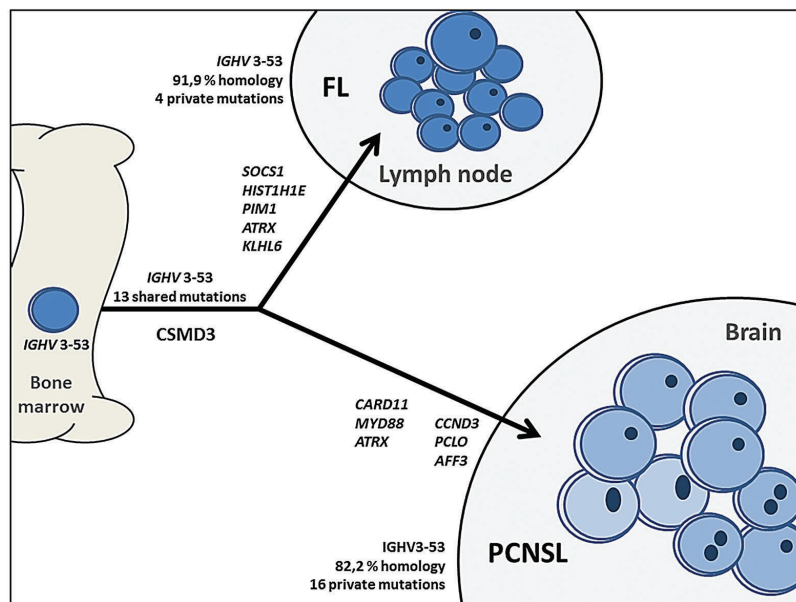 IGHV 3-53
91,9 % homology
4 private mutations
FL
Lymph node
SOCS1
HIST1H1E
PIM1
ATRX
KLHL6
IGHV 3-53
13 shared mutations
CSMD3
IGHV 3-53
Bone
marrow
Brain
CARD11
MYD88
ATRX
CCND3
PCLO
AFF3
IGHV3-53
82,2 % homology
16 private mutations
PCNSL